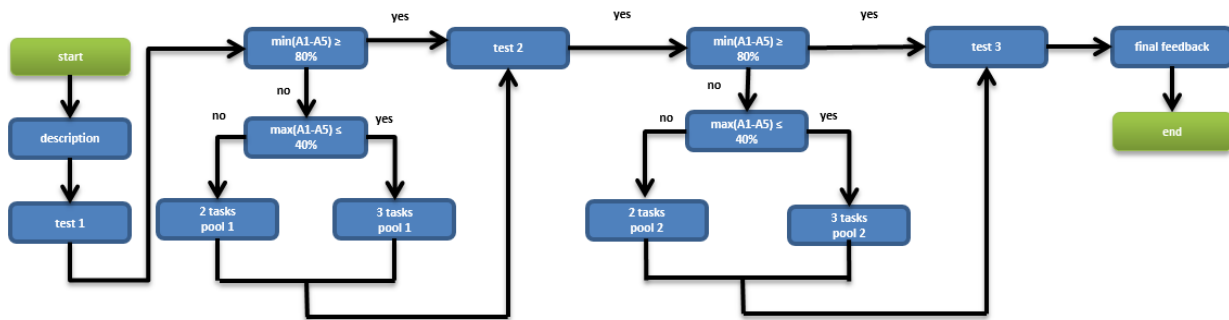 start
description
test 1
min(A1-A5) ≥
80%
yes
no
max(A1-A5) ≤
40%
no
yes
2 tasks
pool 1
3 tasks
pool 1
test 2
yes
min(A1-A5) ≥
80%
yes
no
max(A1-A5) ≤
40%
no
yes
2 tasks
pool 2
3 tasks
pool 2
test 3
final feedback
end